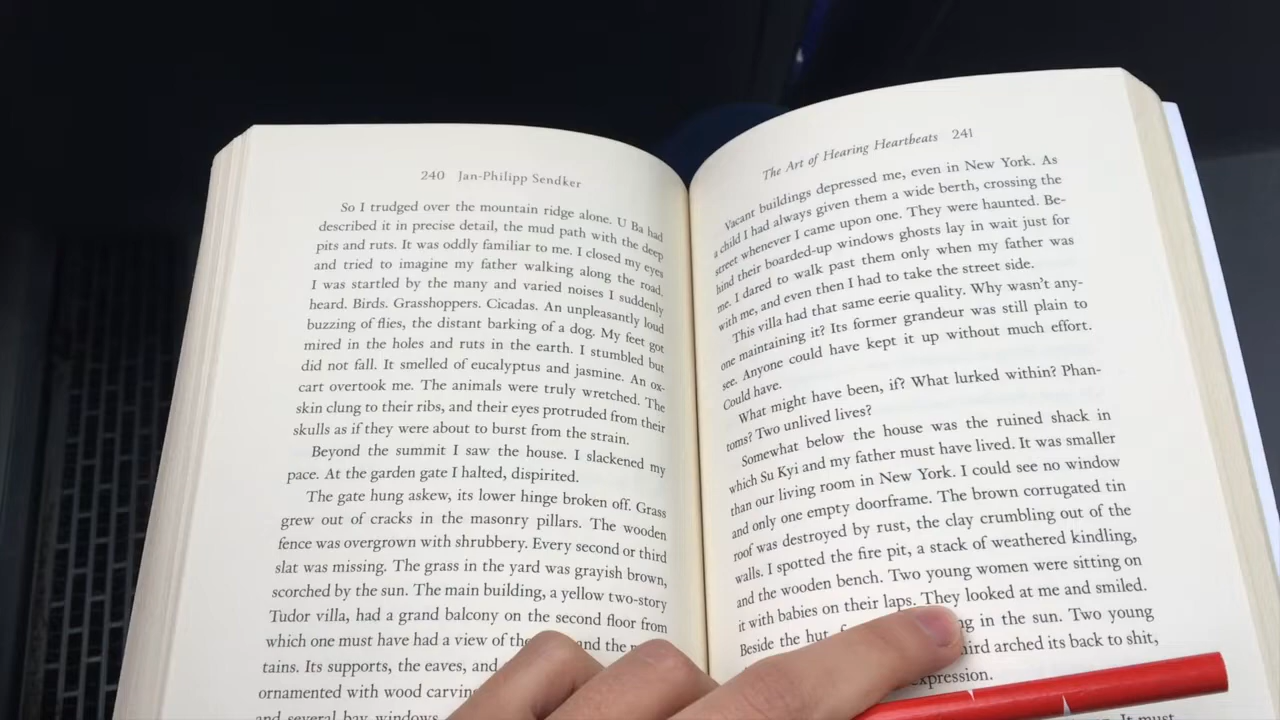 240 Jan-Philipp Sendker
So I trudged over the mountain ridge alone. U Ba had
described it in precise detail, the mud path with the deep
pits and ruts. It was oddly familiar to me. I closed my eyes
and tried to imagine my father walking along the road.
I was startled by the many and varied noises I suddenly
heard. Birds. Grasshoppers. Cicadas. An unpleasantly loud
buzzing of flies, the distant barking of a dog. My feet got
mired in the holes and ruts in the earth. I stumbled but
did not fall. It smelled of eucalyptus and jasmine. An ox-
cart overtook me. The animals were truly wretched. The
skin clung to their ribs, and their eyes protruded from their
skulls as if they were about to burst from the strain.
Beyond the summit I saw the house. I slackened my
pace. At the garden gate I halted, dispirited.
The gate hung askew, its lower hinge broken off. Grass
grew out of cracks in the masonry pillars. The wooden
fence was overgrown with shrubbery. Every second or third
slat was missing. The grass in the yard was grayish brown,
scorched by the sun. The main building, a yellow two-story
Tudor villa, had a grand balcony on the second floor from
which one must have had a view of the and the
tains. Its supports, the eaves, and
ornamented with wood
and several bay windows
The Art of Hearing Heartbeats 241
Vacant buildings depressed me, even in New York. As
a child I had always given them a wide berth, crossing the
street whenever I came upon one. They were haunted. Be-
hind their boarded-up windows ghosts lay in wait just for
me. I dared to walk past them only when my father was
with me, and even then I had to take the street side.
This villa had that same eerie quality. Why wasn't any-
one maintaining it? Its former grandeur was still plain to
see. Anyone could have kept it up without much effort.
Could have.
What might have been, if? What lurked within? Phan-
toms? Two unlived lives?
Somewhat below the house was the ruined shack in
which Su Kyi and my father must have lived. It was smaller
than our living room in New York. I could see no window
and only one empty doorframe. The brown corrugated tin
roof was destroyed by rust, the clay crumbling out of the
walls. I spotted the fire pit, a stack of weathered kindling,
and the wooden bench. Two young women were sitting on
it with babies on their laps. They looked at me and smiled.
Beside the hut in the sun. Two young
arched its back to shit,
expression.
It must